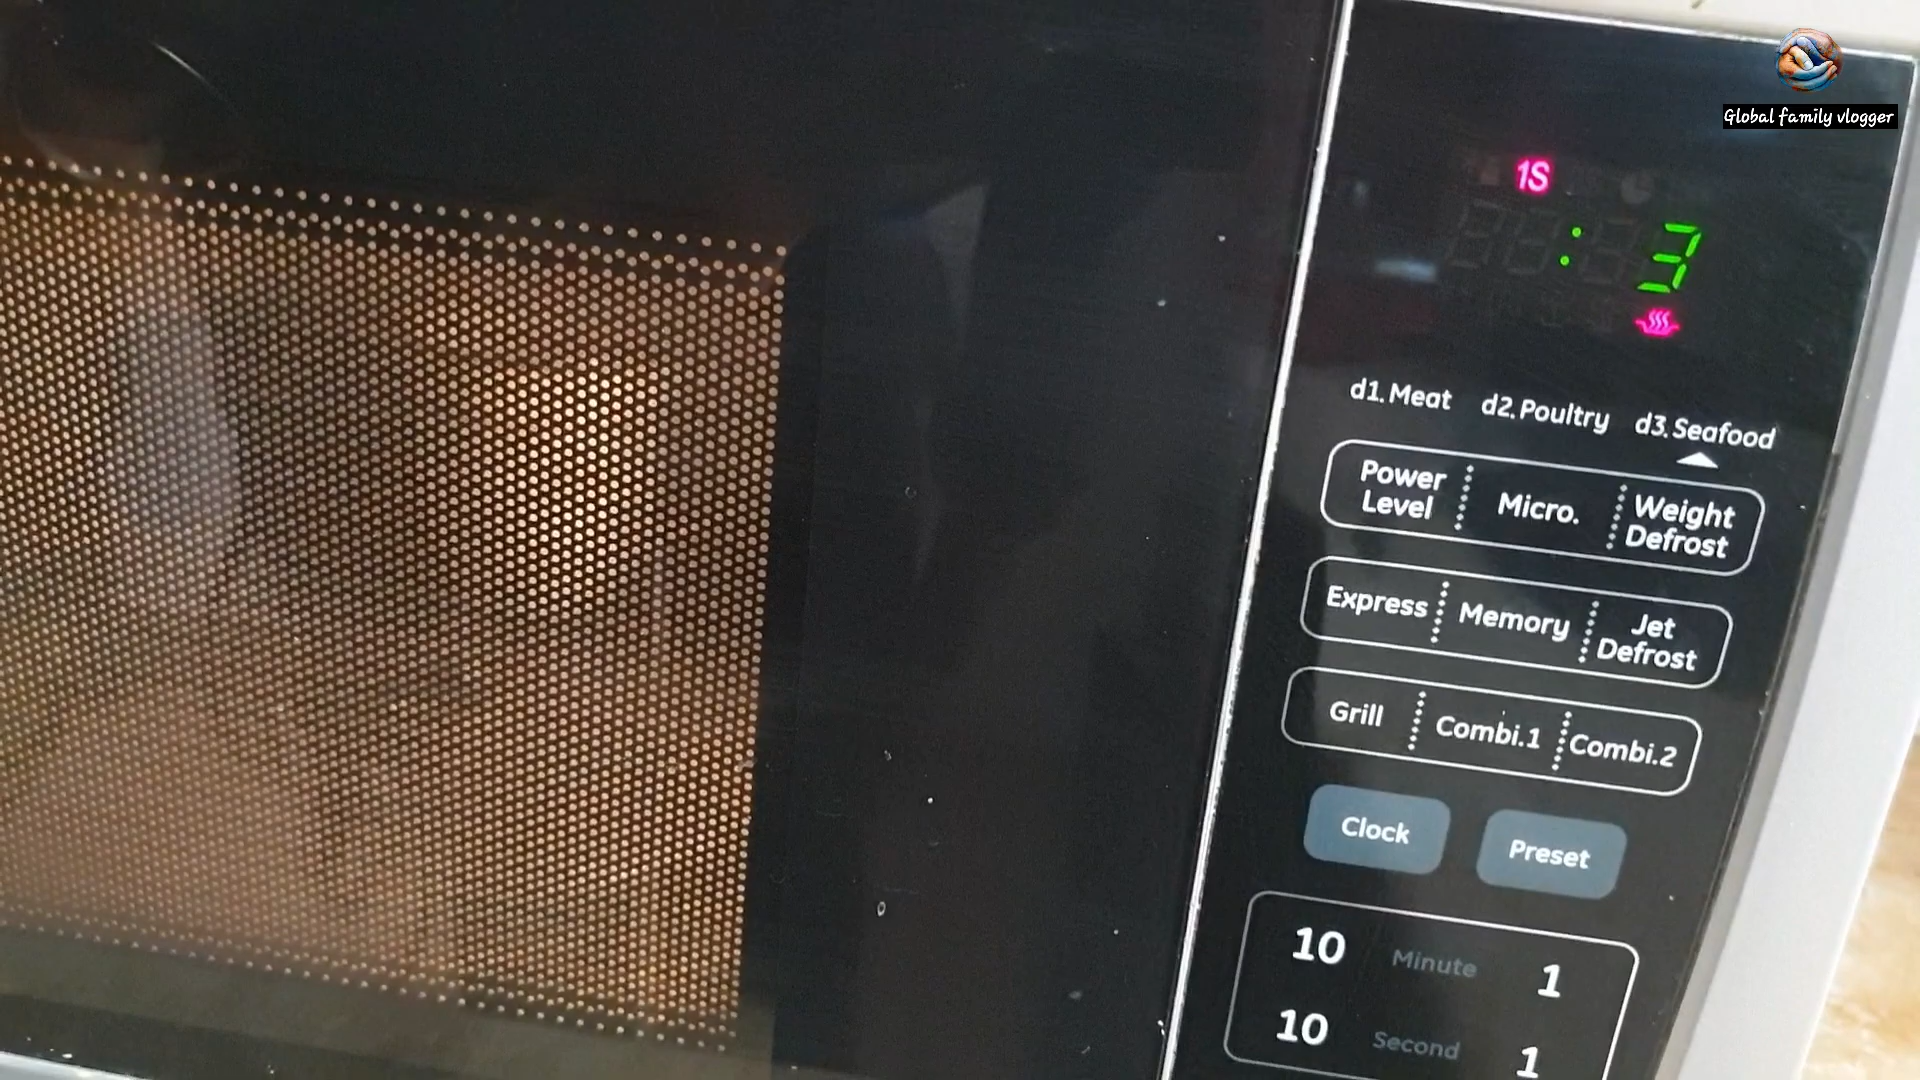 Global family vlogger
1S
: 3
d1. Meat d2. Poultry d3. Seafood
Power Level Micro. Weight Defrost
Express Memory Jet Defrost
Grill Combi.1 Combi.2
Clock Preset
10 Minute 1
10 Second 1